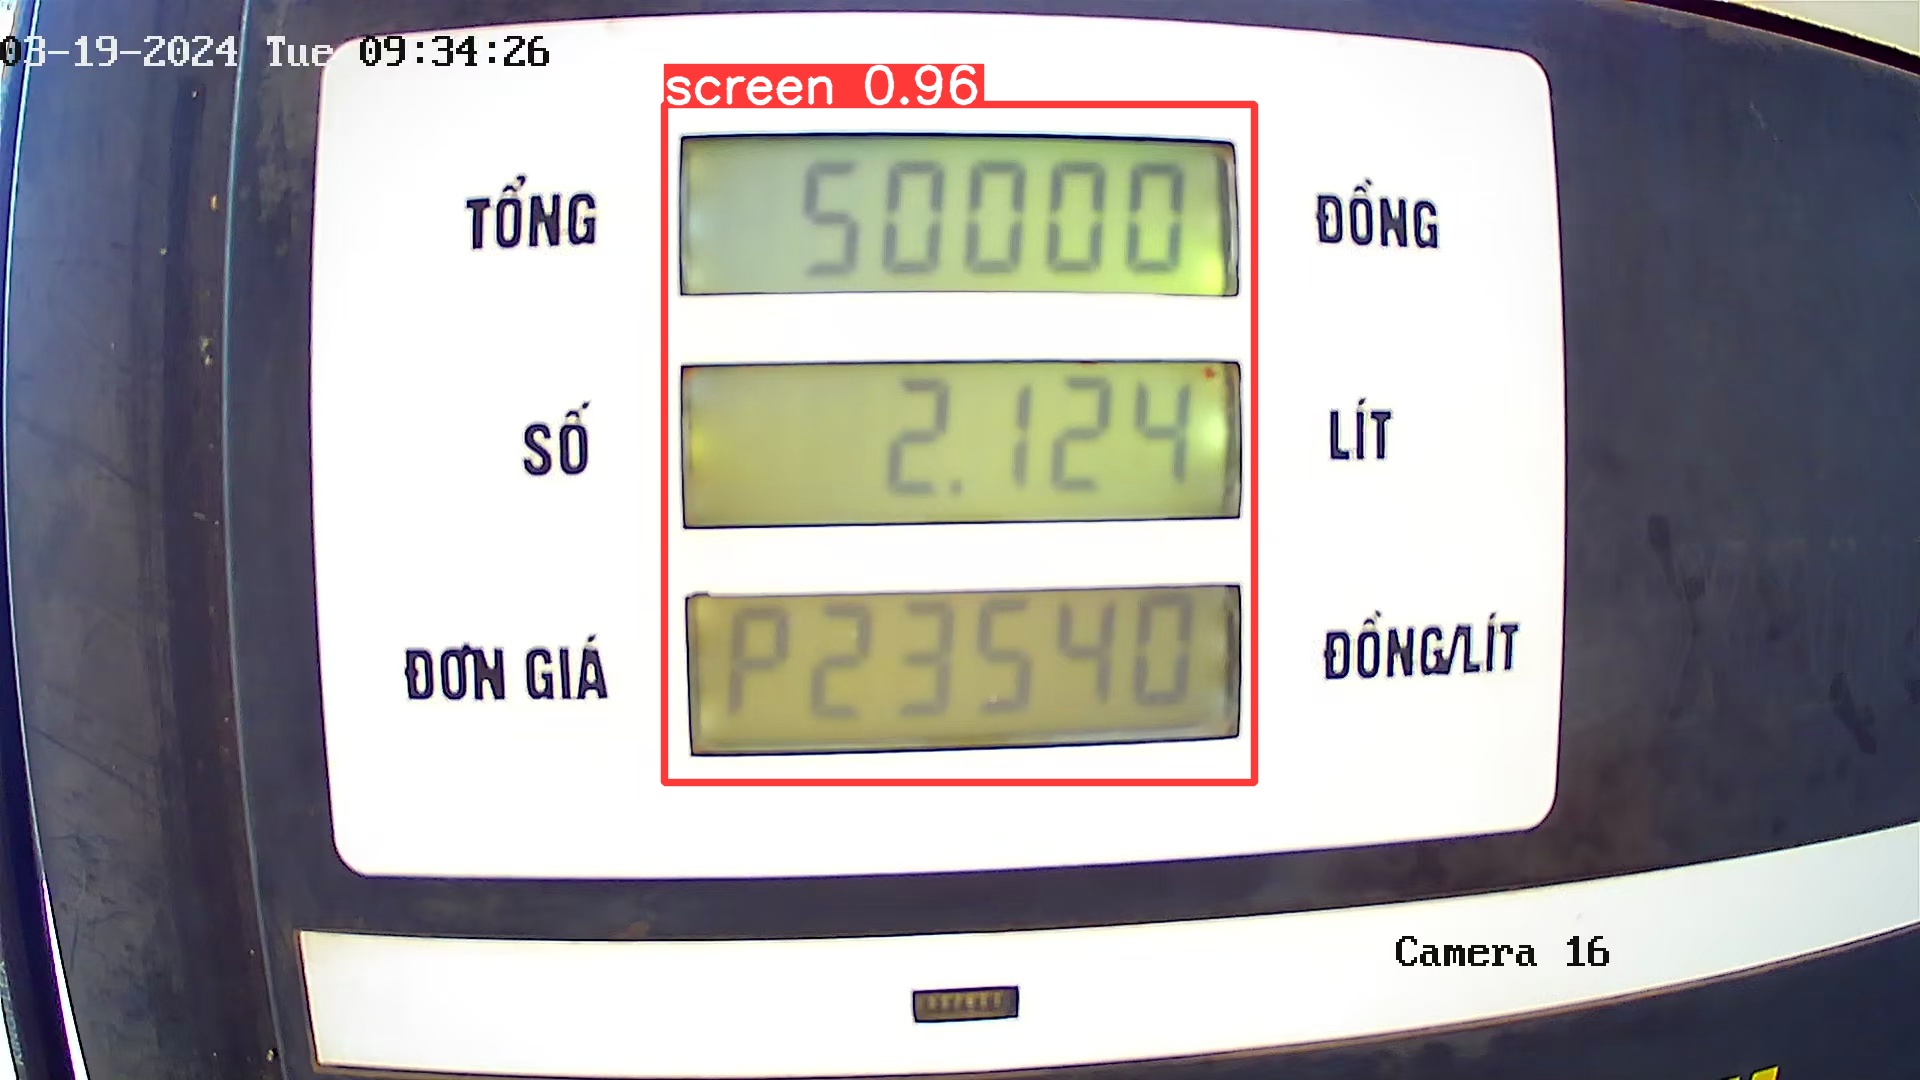 03-19-2024 Tue 09:34:26
screen 0.96
TỔNG 50000 ĐỒNG
SỐ 2.124 LÍT
ĐƠN GIÁ P23540 ĐỒNG/LÍT
Camera 16